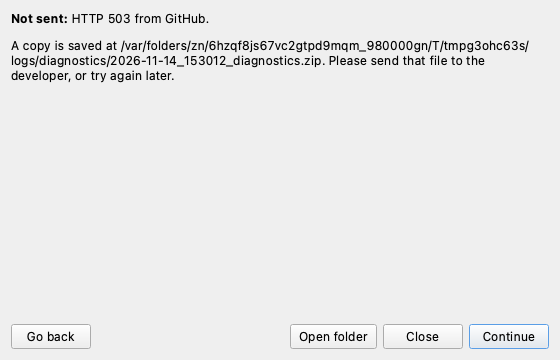 Not sent: HTTP 503 from GitHub.
A copy is saved at /var/folders/zn/6hzqf8js67vc2gtpd9mqm_980000gn/T/tmpg3ohc63s/
logs/diagnostics/2026-11-14_153012_diagnostics.zip. Please send that file to the
developer, or try again later.
Go back
Open folder
Close
Continue